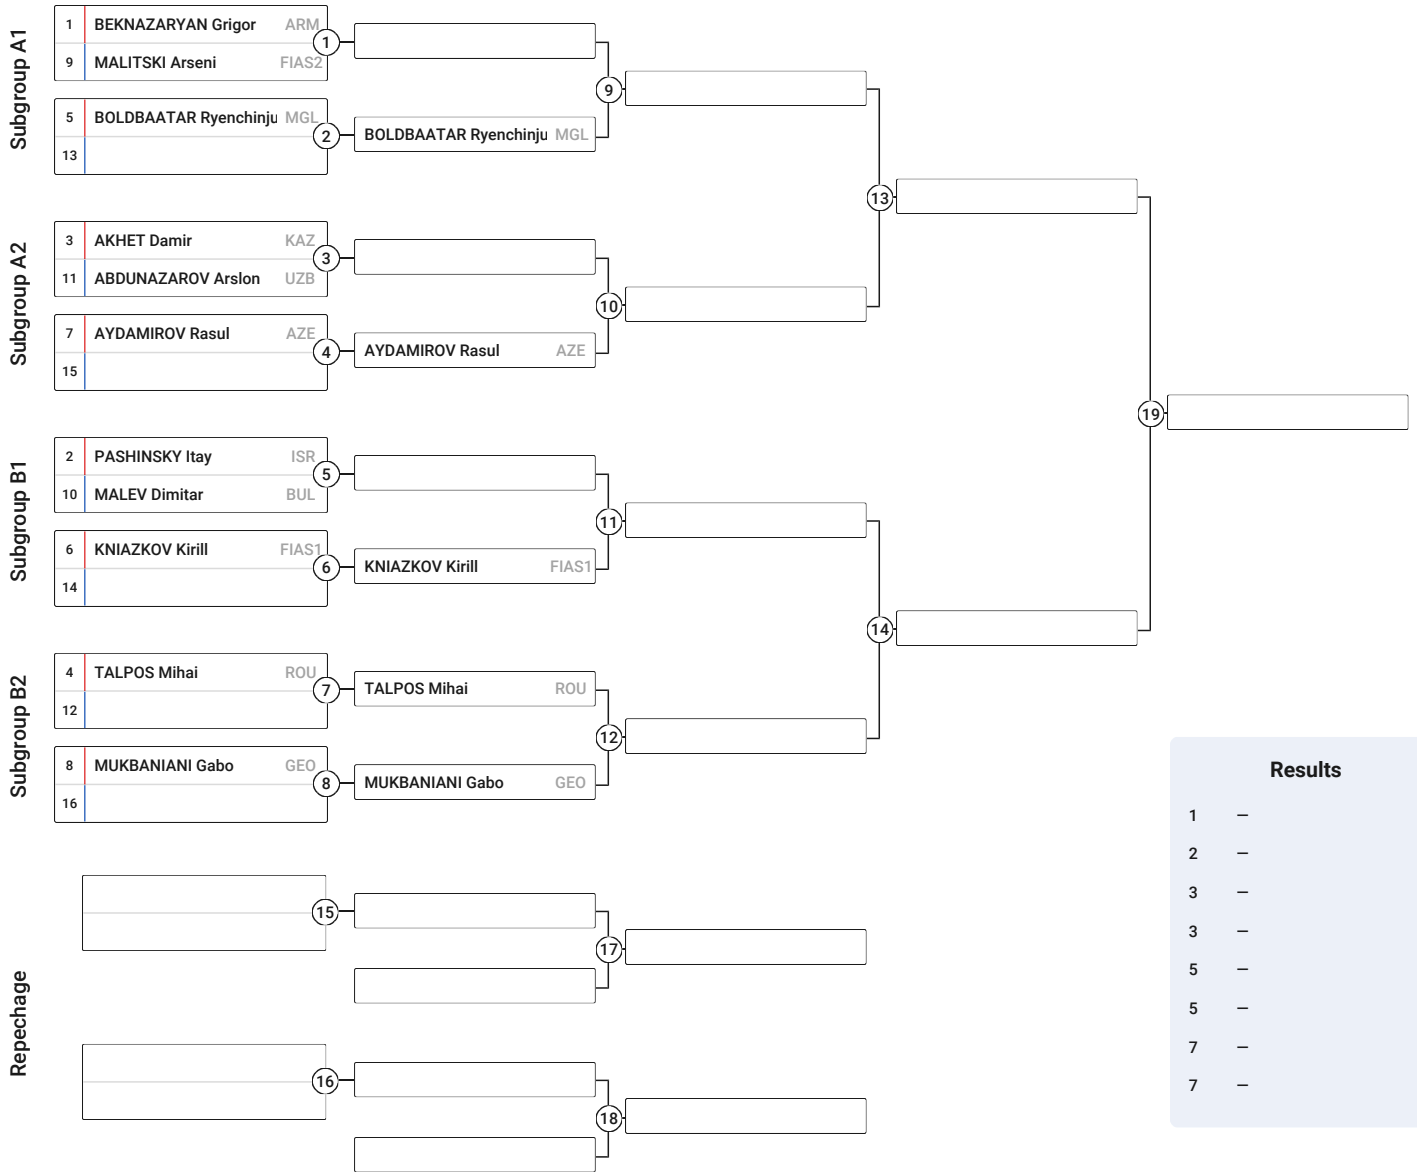 Subgroup A1
1 BEKNAZARYAN Grigor ARM
9 MALITSKI Arseni FIAS2
1
5 BOLDBAATAR Ryenchinju MGL
13
2
BOLDBAATAR Ryenchinju MGL
9
Subgroup A2
3 AKHET Damir KAZ
11 ABDUNAZAROV Arslon UZB
3
7 AYDAMIROV Rasul AZE
15
4
AYDAMIROV Rasul AZE
10
13
Subgroup B1
2 PASHINSKY Itay ISR
10 MALEV Dimitar BUL
5
6 KNIAZKOV Kirill FIAS1
14
6
KNIAZKOV Kirill FIAS1
11
Subgroup B2
4 TALPOS Mihai ROU
12
7
TALPOS Mihai ROU
8 MUKBANIANI Gabo GEO
16
8
MUKBANIANI Gabo GEO
12
14
19
Repechage
15
17
16
18
Results
1 –
2 –
3 –
3 –
5 –
5 –
7 –
7 –